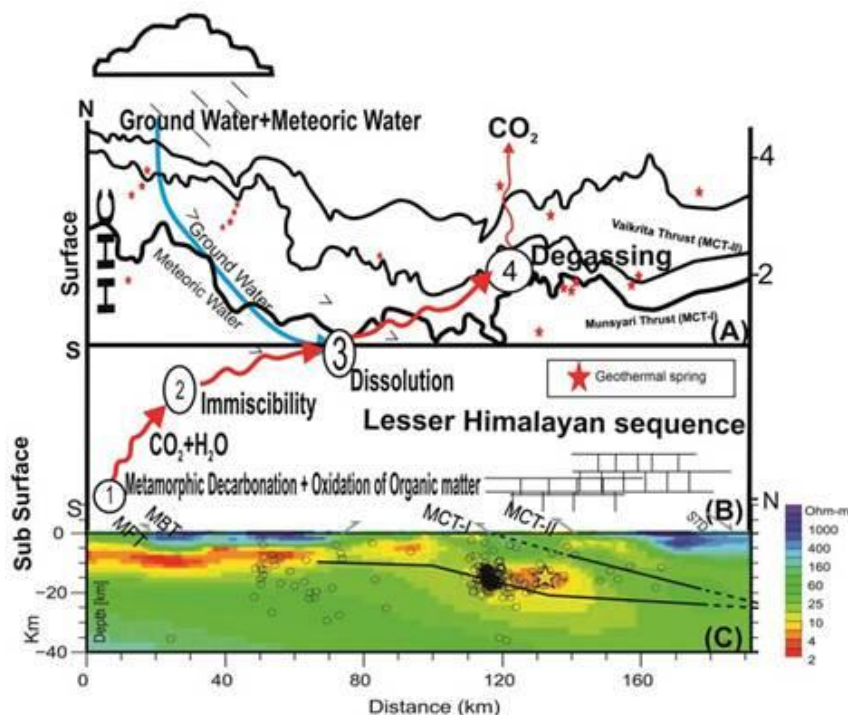 N
Ground Water+Meteoric Water
CO2
4
Surface
Ground Water
Meteoric Water
Vaikrita Thrust (MCT-II)
4
Degassing
2
Munsyari Thrust (MCT-I)
(A)
S
3
Dissolution
2
Immiscibility
Geothermal spring
CO2+H2O
Lesser Himalayan sequence
1
Metamorphic Decarbonation + Oxidation of Organic matter
S
(B)
N
Sub Surface
MFT
MBT
MCT-I
MCT-II
STD
Ohm-m
1000
400
160
60
25
10
4
2
0
-20
-40
Km
Depth [km]
(C)
0
40
80
120
160
Distance (km)